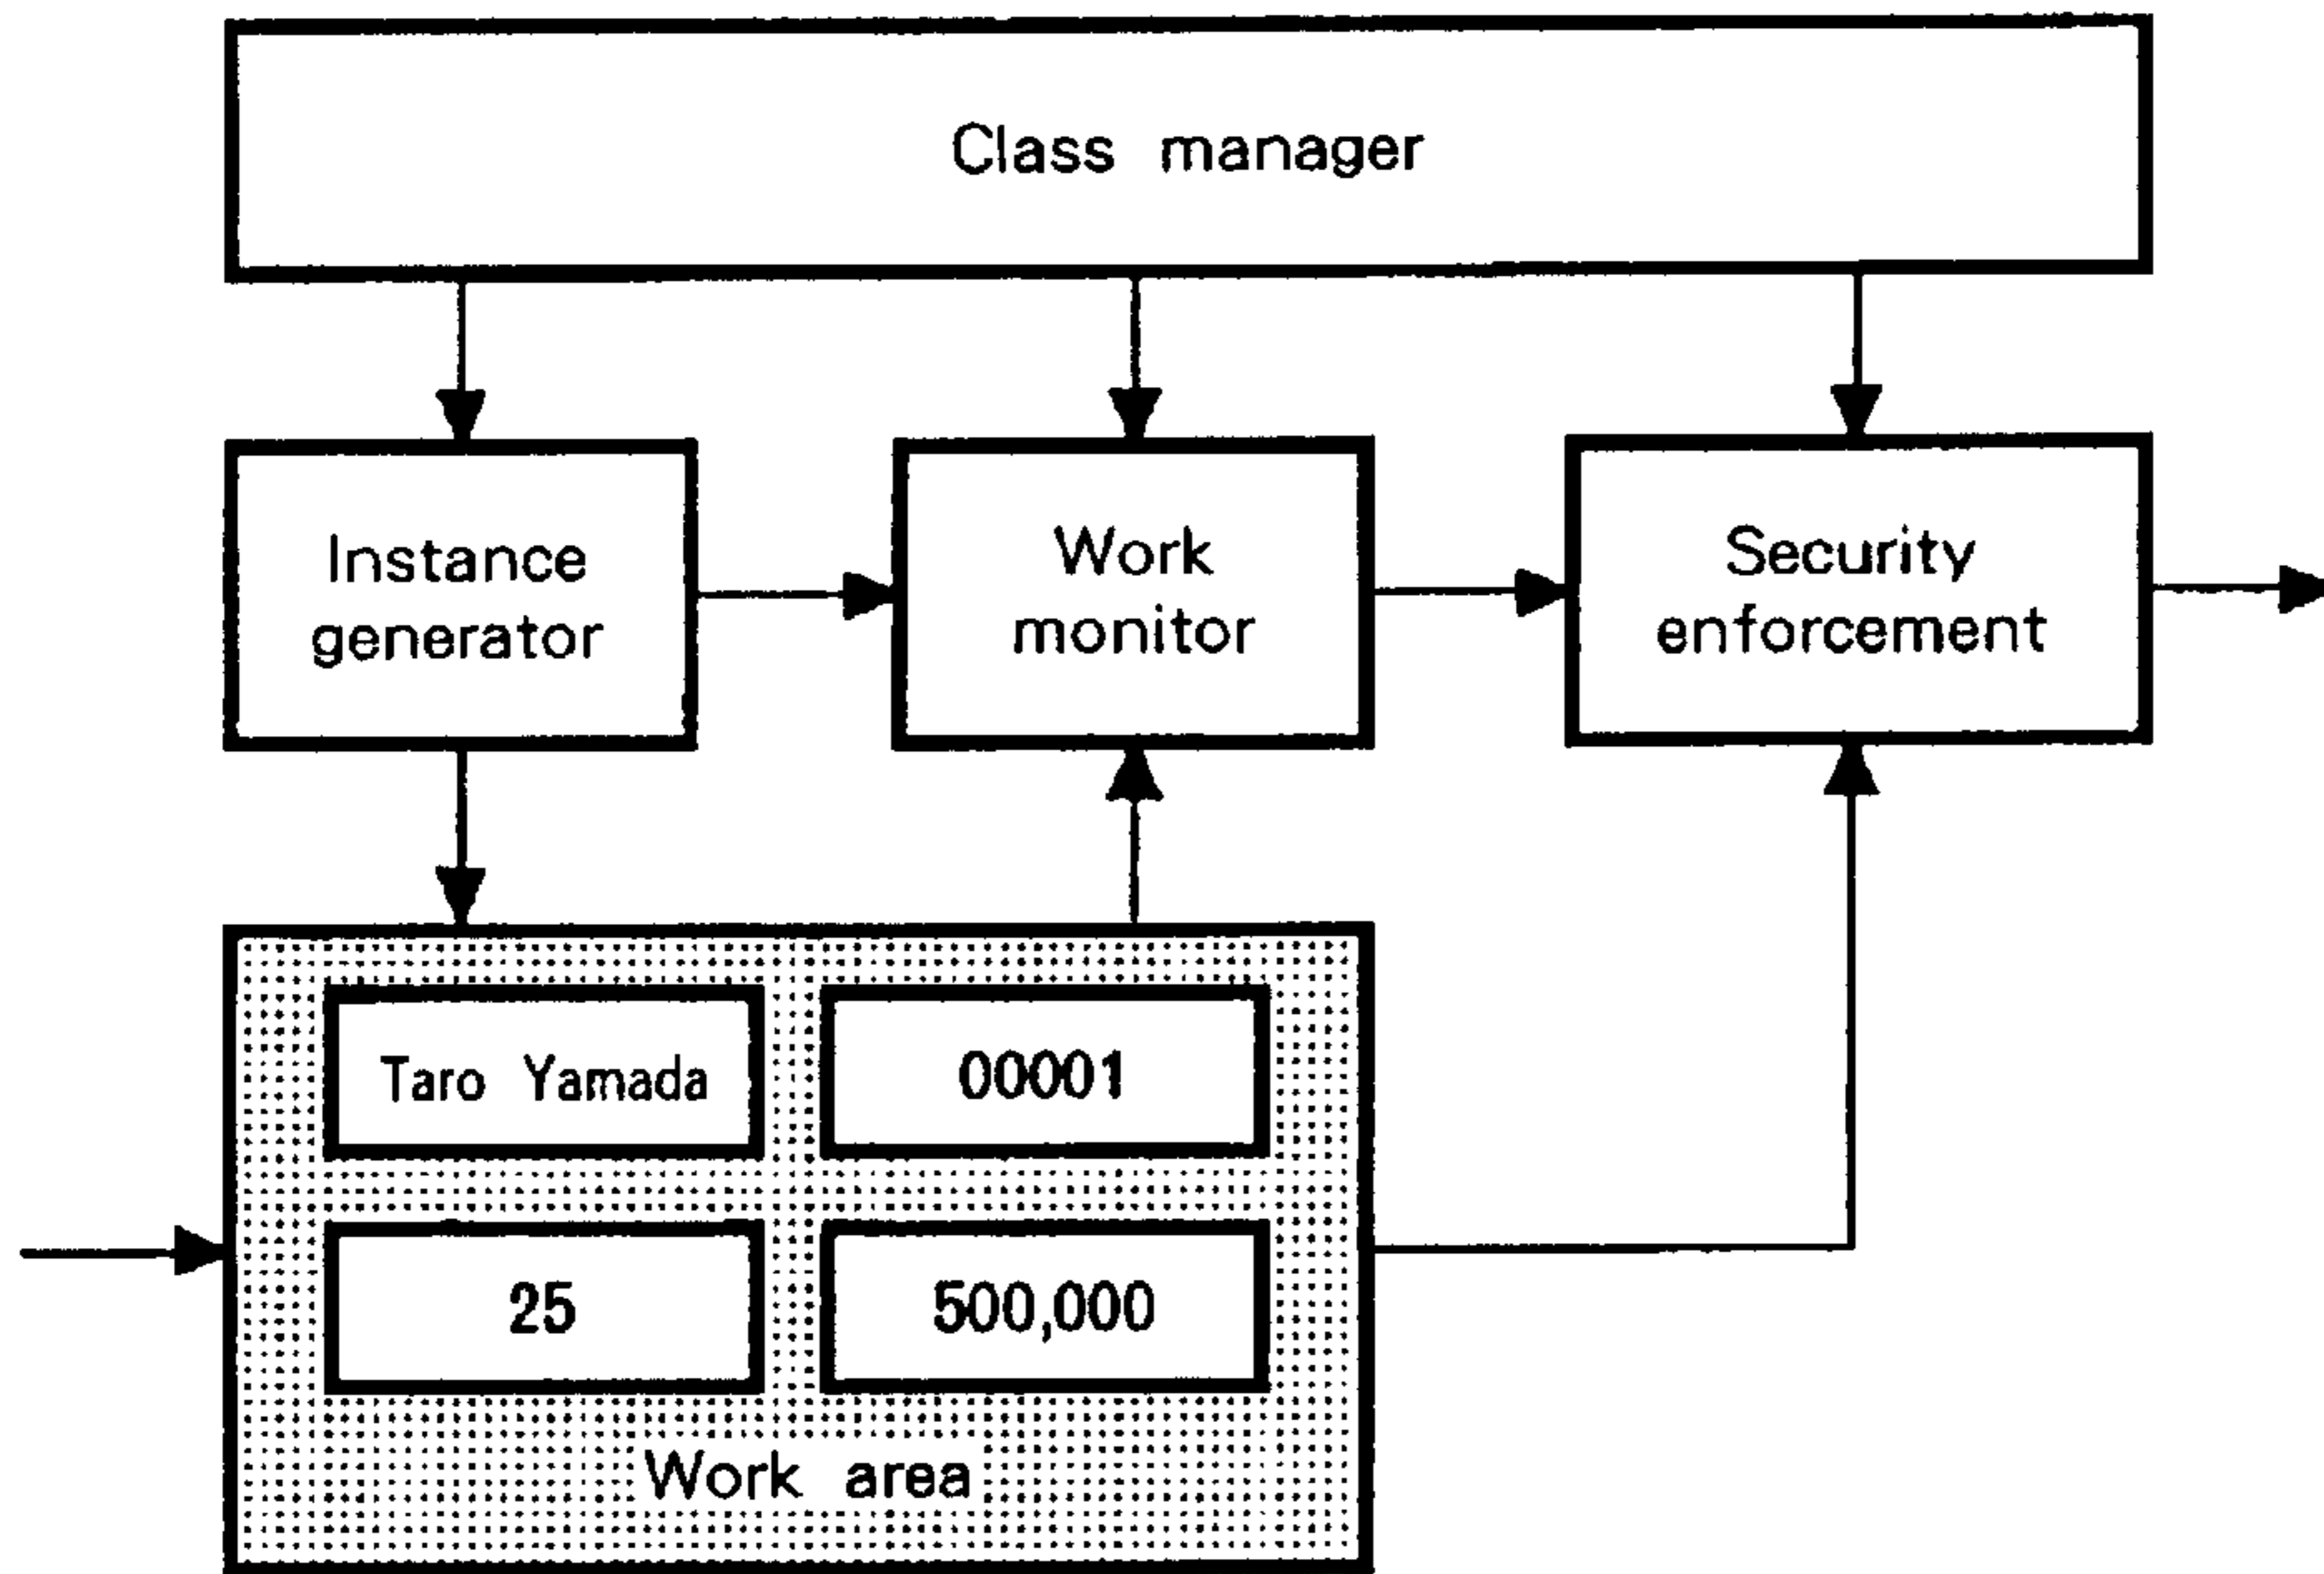 Class manager
Instance
generator
Work
monitor
Security
enforcement
Taro Yamada
00001
25
500,000
Work area